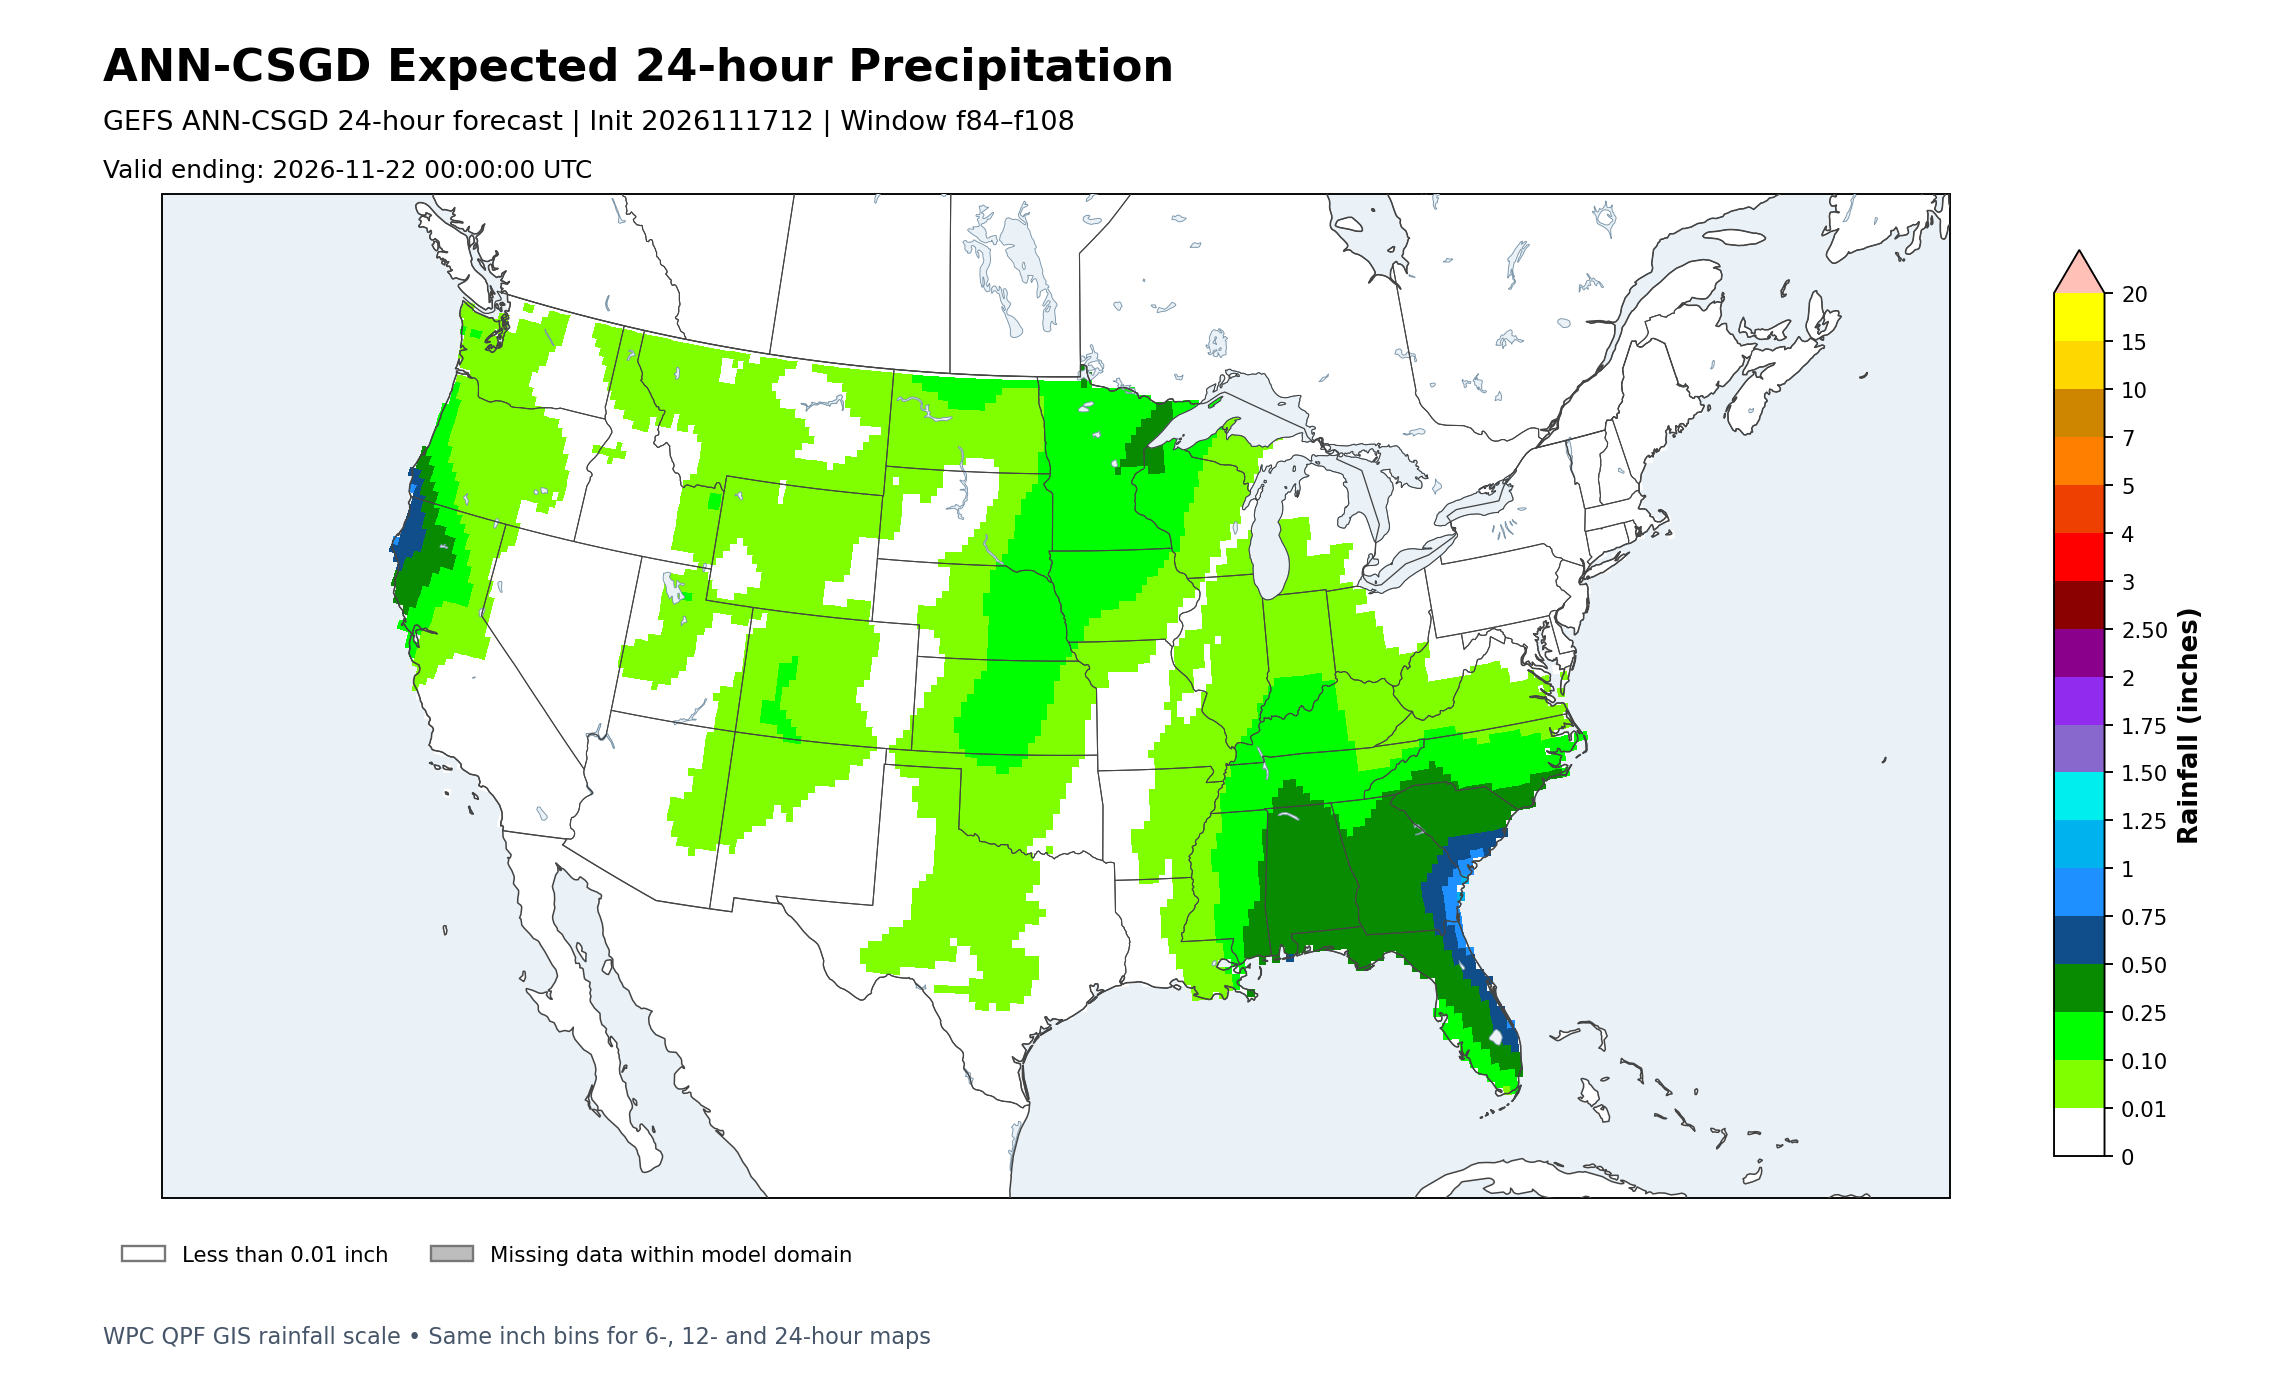 ANN-CSGD Expected 24-hour Precipitation
GEFS ANN-CSGD 24-hour forecast | Init 2026111712 | Window f84–f108
Valid ending: 2026-11-22 00:00:00 UTC
20
15
10
7
5
4
3
2.50
2
1.75
1.50
1.25
1
0.75
0.50
0.25
0.10
0.01
0
Rainfall (inches)
Less than 0.01 inch
Missing data within model domain
WPC QPF GIS rainfall scale • Same inch bins for 6-, 12- and 24-hour maps